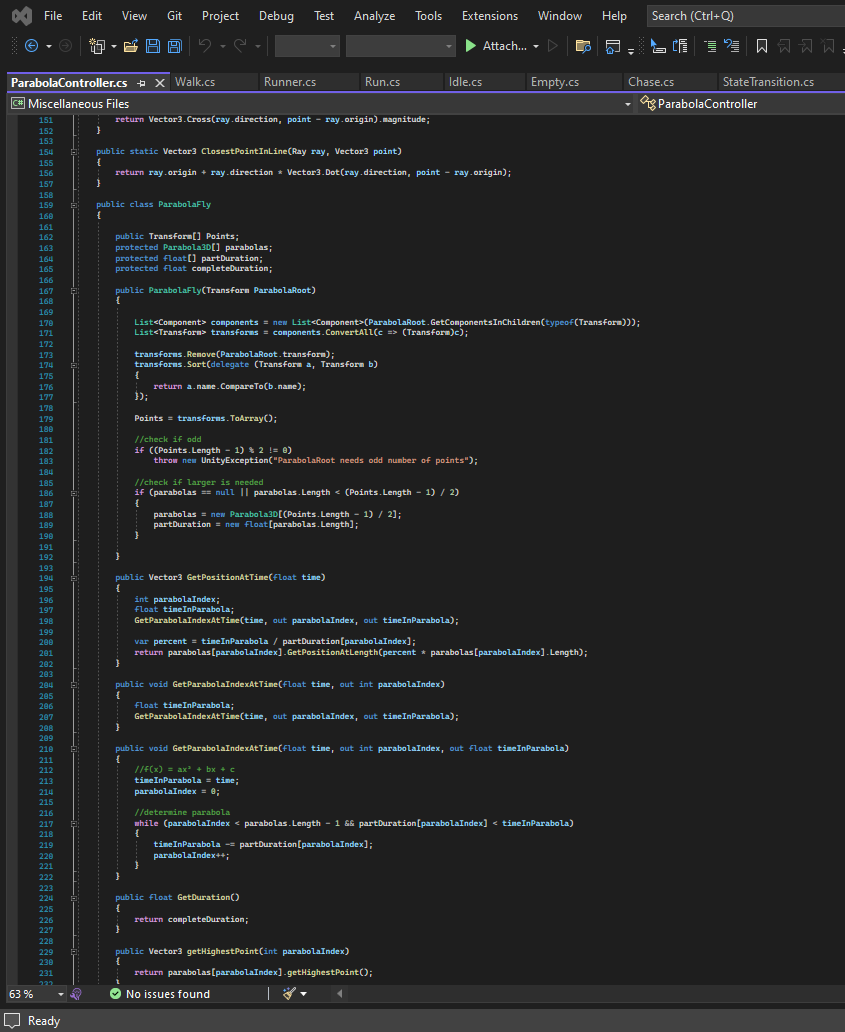 File Edit View Git Project Debug Test Analyze Tools Extensions Window Help Search (Ctrl+Q)
Attach...
ParabolaController.cs Walk.cs Runner.cs Run.cs Idle.cs Empty.cs Chase.cs StateTransition.cs
C# Miscellaneous Files ParabolaController
151 return Vector3.Cross(ray.direction, point - ray.origin).magnitude;
152 }
153
154 public static Vector3 ClosestPointInLine(Ray ray, Vector3 point)
155 {
156 return ray.origin + ray.direction * Vector3.Dot(ray.direction, point - ray.origin);
157 }
158
159 public class ParabolaFly
160 {
161
162 public Transform[] Points;
163 protected Parabola3D[] parabolas;
164 protected float[] partDuration;
165 protected float completeDuration;
166
167 public ParabolaFly(Transform ParabolaRoot)
168 {
169
170 List<Component> components = new List<Component>(ParabolaRoot.GetComponentsInChildren(typeof(Transform)));
171 List<Transform> transforms = components.ConvertAll(c => (Transform)c);
172
173 transforms.Remove(ParabolaRoot.transform);
174 transforms.Sort(delegate (Transform a, Transform b)
175 {
176 return a.name.CompareTo(b.name);
177 });
178
179 Points = transforms.ToArray();
180
181 //check if odd
182 if ((Points.Length - 1) % 2 != 0)
183 throw new UnityException("ParabolaRoot needs odd number of points");
184
185 //check if larger is needed
186 if (parabolas == null || parabolas.Length < (Points.Length - 1) / 2)
187 {
188 parabolas = new Parabola3D[(Points.Length - 1) / 2];
189 partDuration = new float[parabolas.Length];
190 }
191
192 }
193
194 public Vector3 GetPositionAtTime(float time)
195 {
196 int parabolaIndex;
197 float timeInParabola;
198 GetParabolaIndexAtTime(time, out parabolaIndex, out timeInParabola);
199
200 var percent = timeInParabola / partDuration[parabolaIndex];
201 return parabolas[parabolaIndex].GetPositionAtLength(percent * parabolas[parabolaIndex].Length);
202 }
203
204 public void GetParabolaIndexAtTime(float time, out int parabolaIndex)
205 {
206 float timeInParabola;
207 GetParabolaIndexAtTime(time, out parabolaIndex, out timeInParabola);
208 }
209
210 public void GetParabolaIndexAtTime(float time, out int parabolaIndex, out float timeInParabola)
211 {
212 //f(x) = ax² + bx + c
213 timeInParabola = time;
214 parabolaIndex = 0;
215
216 //determine parabola
217 while (parabolaIndex < parabolas.Length - 1 && partDuration[parabolaIndex] < timeInParabola)
218 {
219 timeInParabola -= partDuration[parabolaIndex];
220 parabolaIndex++;
221 }
222 }
223
224 public float GetDuration()
225 {
226 return completeDuration;
227 }
228
229 public Vector3 getHighestPoint(int parabolaIndex)
230 {
231 return parabolas[parabolaIndex].getHighestPoint();
232 }
63 % No issues found
Ready